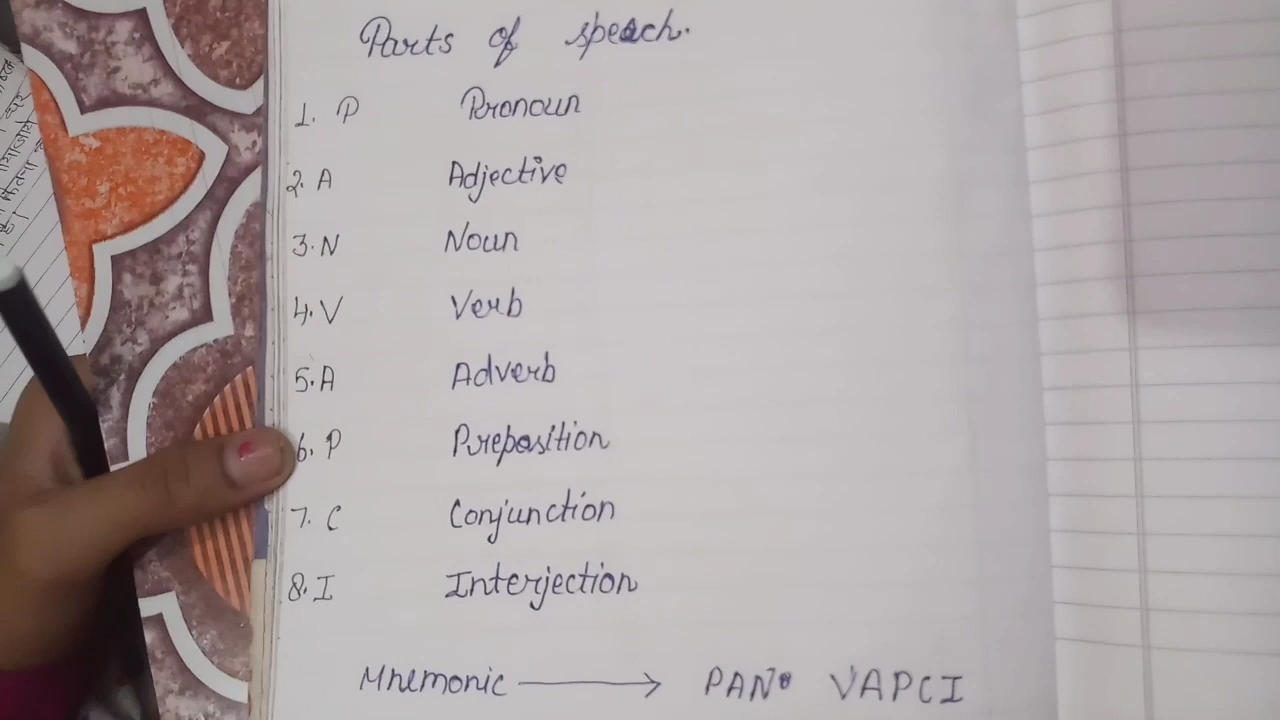 Parts of speech.
1. P Pronoun
2. A Adjective
3. N Noun
4. V Verb
5. A Adverb
6. P Preposition
7. C Conjunction
8. I Interjection
Mnemonic → PAN VAPCI